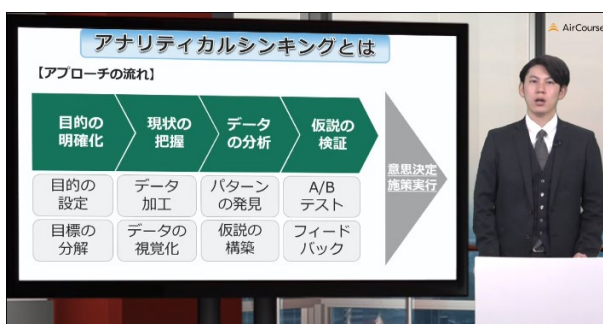 アナリティカルシンキングとは
AirCourse
【アプローチの流れ】
目的の
明確化
現状の
把握
データ
の分析
仮説の
検証
意思決定
施策実行
目的の
設定
データ
加工
パターン
の発見
A/B
テスト
目標の
分解
データの
視覚化
仮説の
構築
フィード
バック